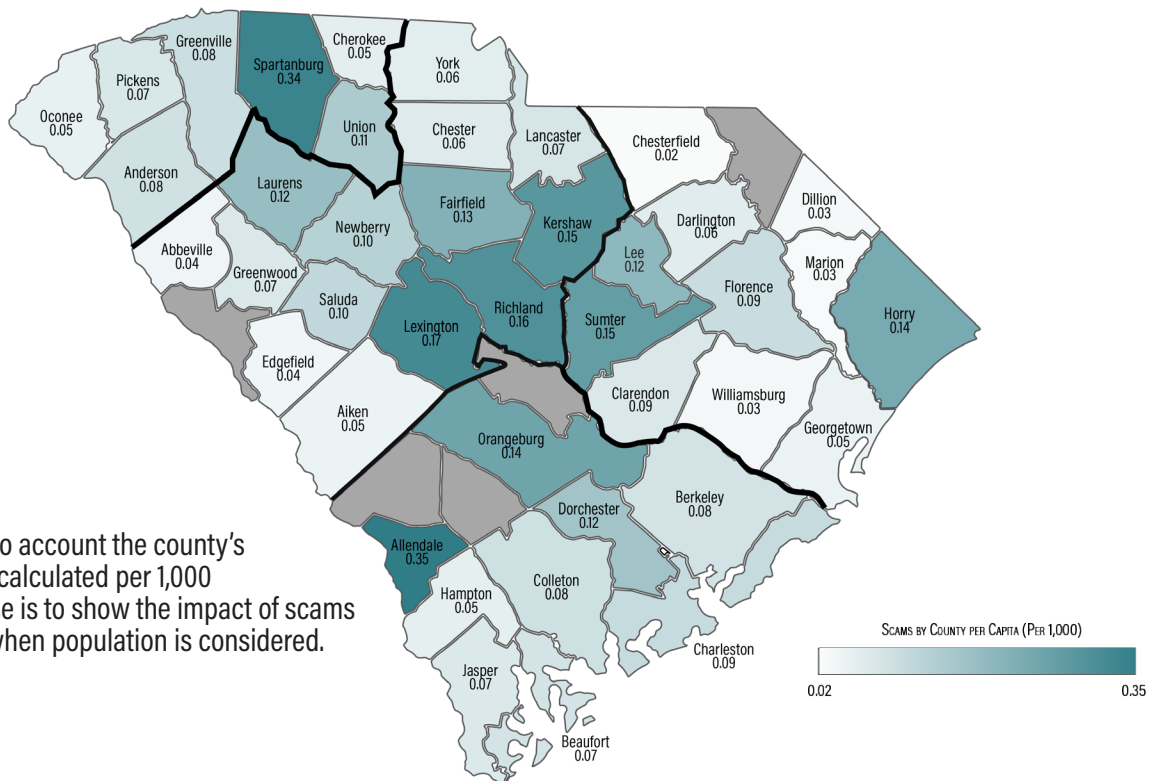 Cherokee
0.05
Greenville
0.08
Spartanburg
0.34
York
0.06
Pickens
0.07
Oconee
0.05
Union
0.11
Chester
0.06
Lancaster
0.07
Chesterfield
0.02
Anderson
0.08
Laurens
0.12
Fairfield
0.13
Dillion
0.03
Newberry
0.10
Kershaw
0.15
Darlington
0.06
Abbeville
0.04
Lee
0.12
Marion
0.03
Greenwood
0.07
Florence
0.09
Saluda
0.10
Richland
0.16
Horry
0.14
Lexington
0.17
Sumter
0.15
Edgefield
0.04
Clarendon
0.09
Williamsburg
0.03
Aiken
0.05
Georgetown
0.05
Orangeburg
0.14
Berkeley
0.08
Dorchester
0.12
Allendale
0.35
Colleton
0.08
Hampton
0.05
Charleston
0.09
Jasper
0.07
Beaufort
0.07
o account the county's
calculated per 1,000
e is to show the impact of scams
when population is considered.
Scams by County per Capita (Per 1,000)
0.02 0.35